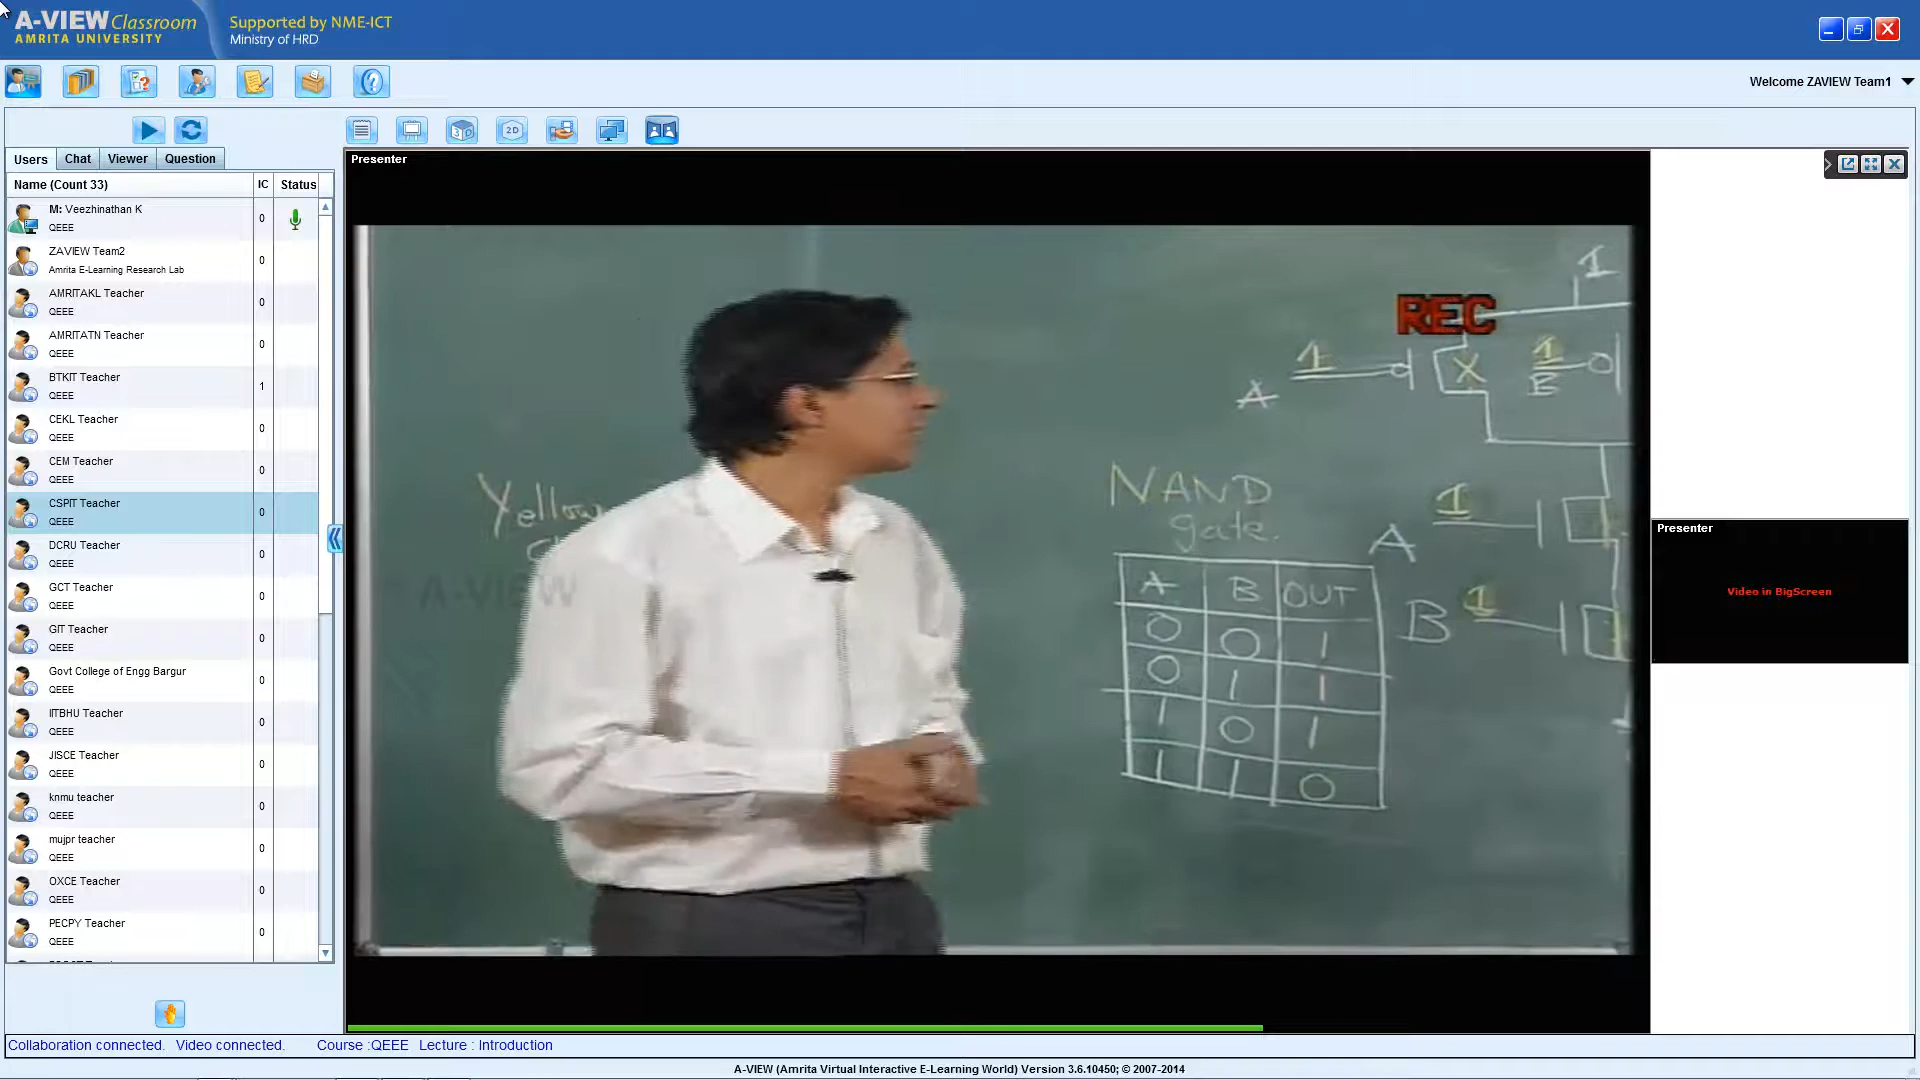 A-VIEW Classroom
AMRITA UNIVERSITY
Supported by NME-ICT
Ministry of HRD
Welcome ZAVIEW Team1
3D
2D
Users Chat Viewer Question
Name (Count 33) IC Status
M: Veezhinathan K
QEEE
0
ZAVIEW Team2
Amrita E-Learning Research Lab
0
AMRITAKL Teacher
QEEE
0
AMRITATN Teacher
QEEE
0
BTKIT Teacher
QEEE
1
CEKL Teacher
QEEE
0
CEM Teacher
QEEE
0
CSPIT Teacher
QEEE
0
DCRU Teacher
QEEE
0
GCT Teacher
QEEE
0
GIT Teacher
QEEE
0
Govt College of Engg Bargur
QEEE
0
IITBHU Teacher
QEEE
0
JISCE Teacher
QEEE
0
knmu teacher
QEEE
0
mujpr teacher
QEEE
0
OXCE Teacher
QEEE
0
PECPY Teacher
QEEE
0
Presenter
1
REC
1 X 1
A B
Yellow
A-VIEW
NAND
gate.
1
A
1
B
A B OUT
0 0 1
0 1 1
1 0 1
1 1 0
Presenter
Video in BigScreen
Collaboration connected. Video connected. Course :QEEE Lecture : Introduction
A-VIEW (Amrita Virtual Interactive E-Learning World) Version 3.6.10450; © 2007-2014